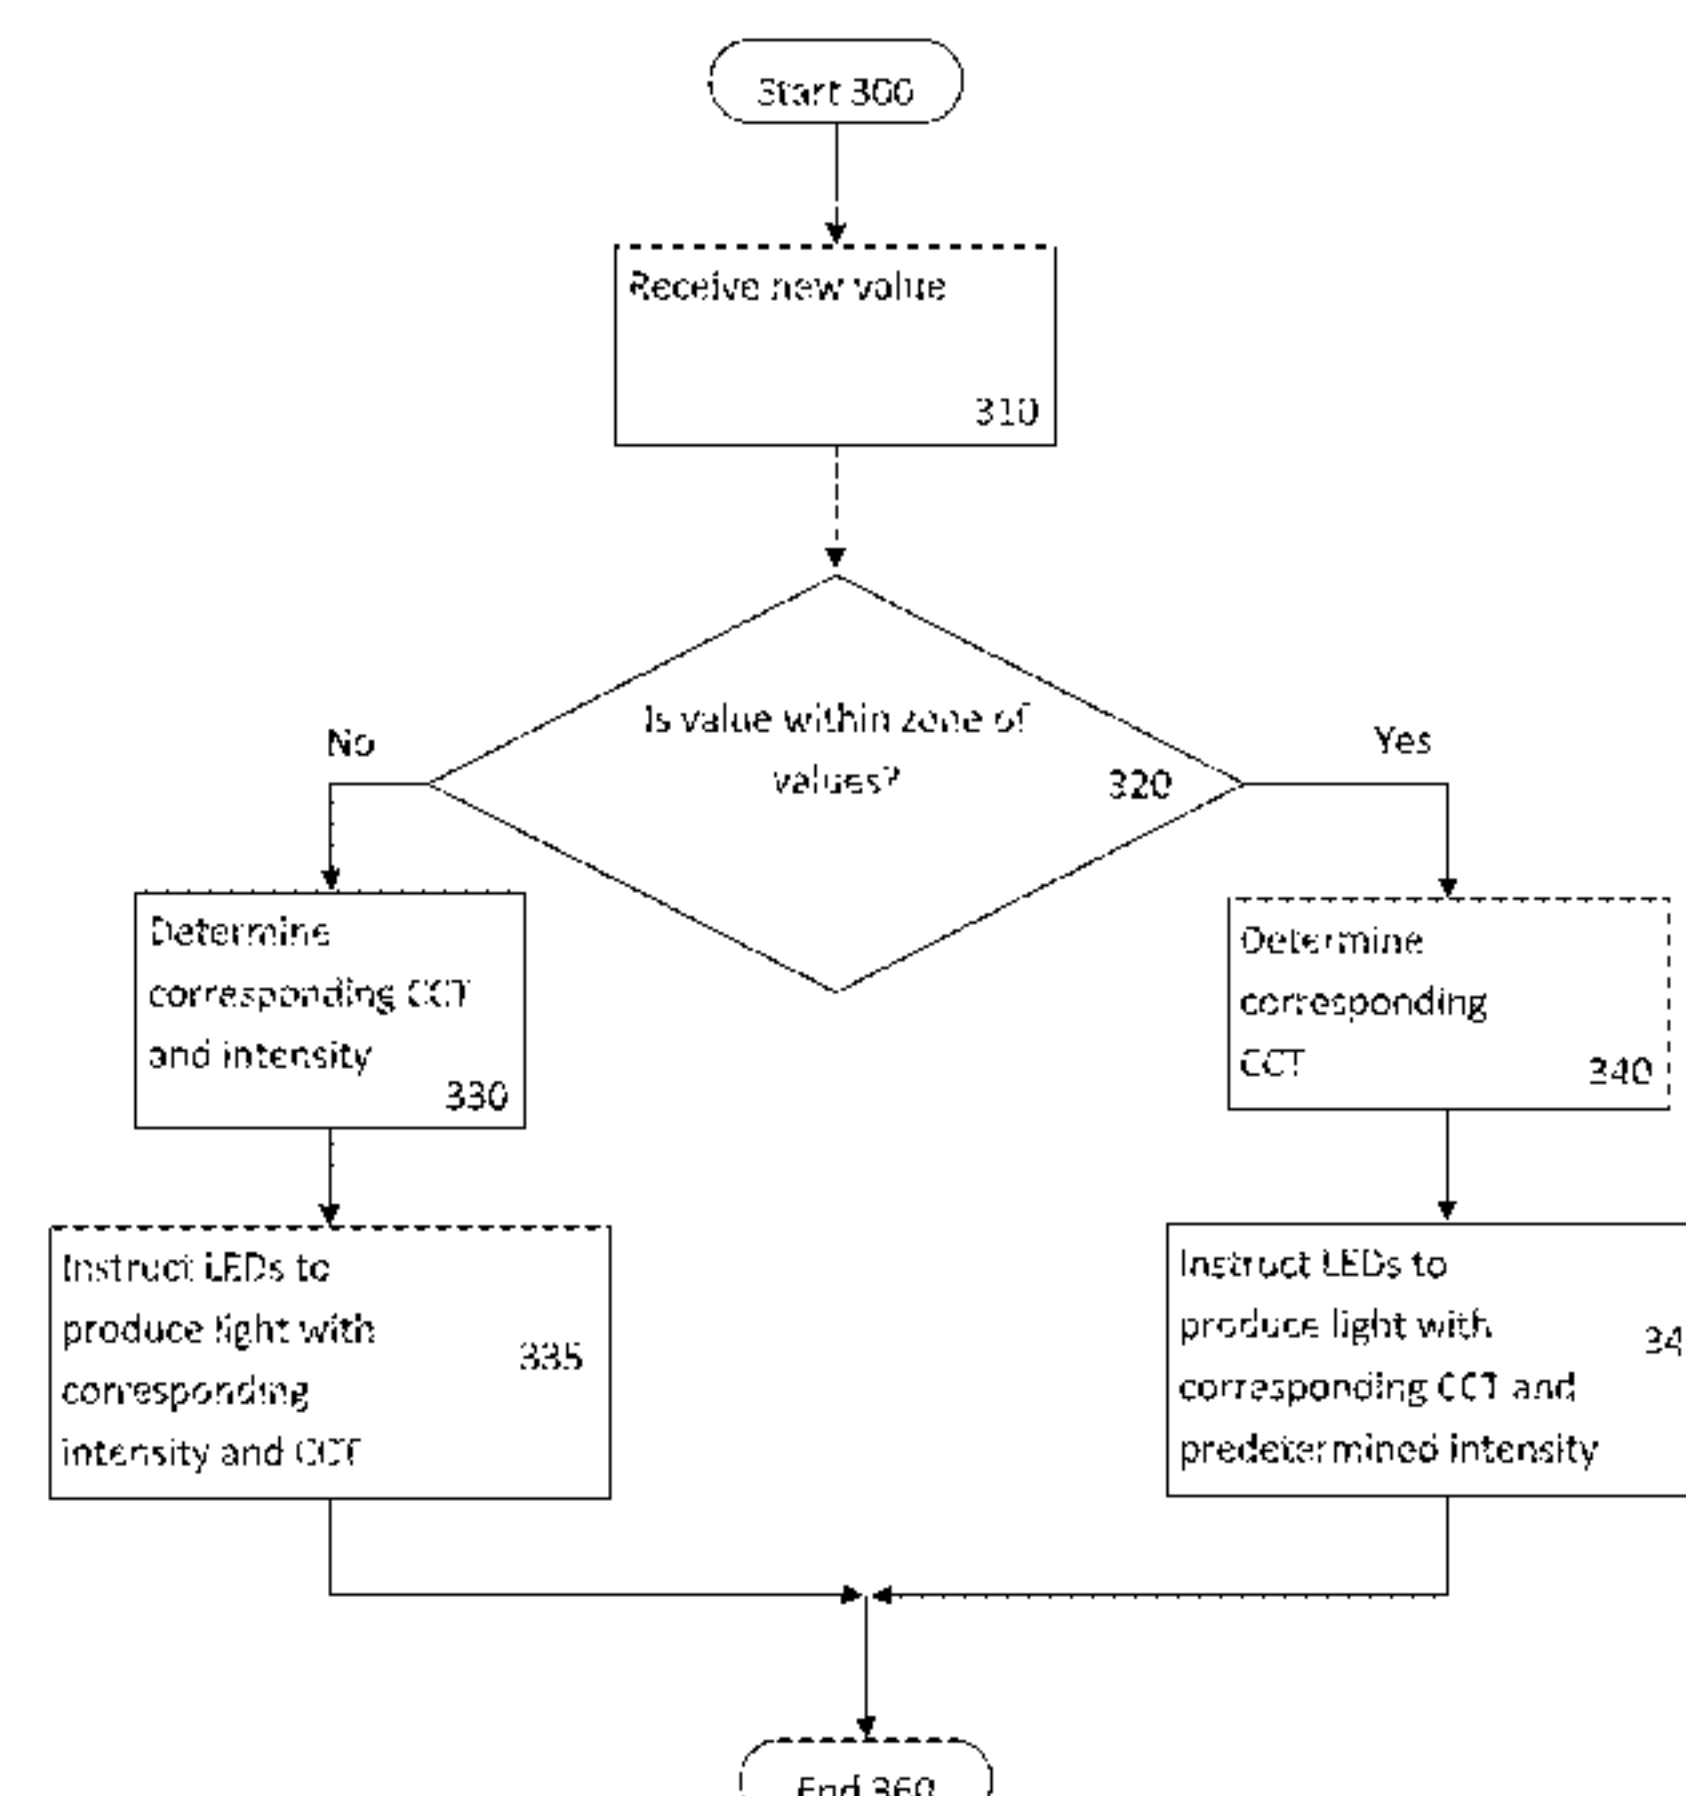 Start 300
Receive new value
310
Is value within zone of
values?
320
No
Yes
Determine
corresponding CCT
and intensity
330
Determine
corresponding
CCT
340
Instruct LEDs to
produce light with
corresponding
intensity and CCT
335
Instruct LEDs to
produce light with
corresponding CCT and
predetermined intensity
34
End 360